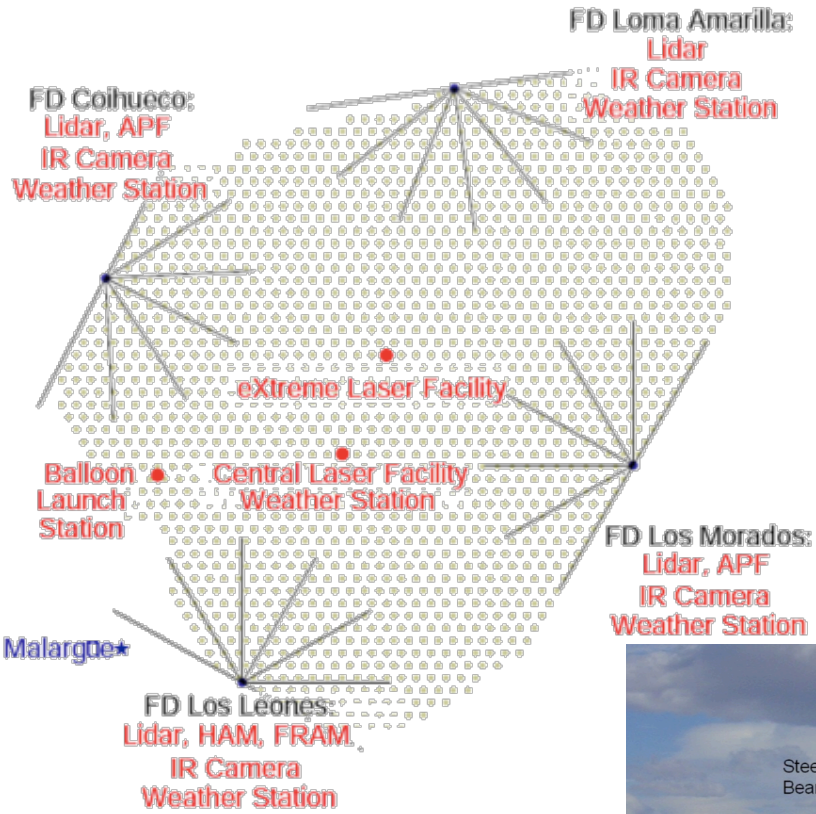 FD Loma Amarilla:
Lidar
IR Camera
Weather Station
FD Coihueco:
Lidar, APF
IR Camera
Weather Station
eXtreme Laser Facility
Balloon
Launch
Station
Central Laser Facility
Weather Station
FD Los Morados:
Lidar, APF
IR Camera
Weather Station
FD Los Leones:
Lidar, HAM, FRAM
IR Camera
Weather Station